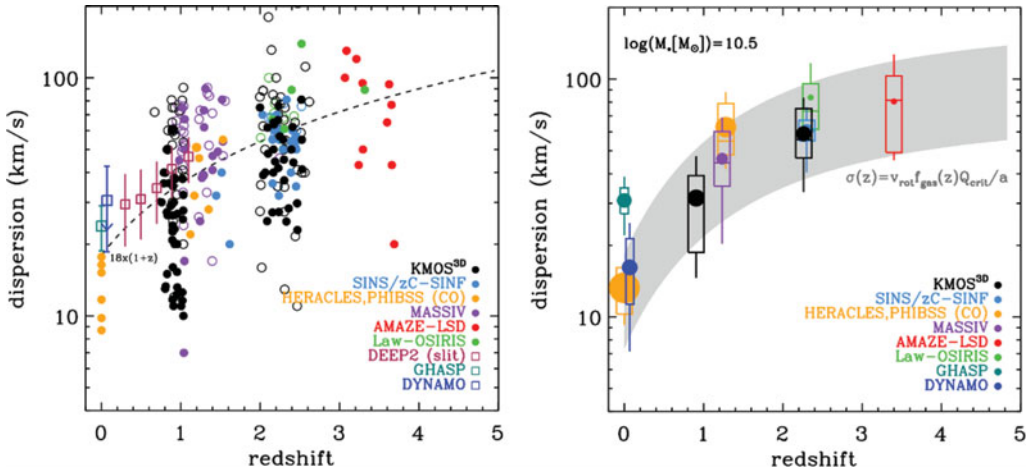 dispersion (km/s)
100
10
18x(1+z)
KMOS³ᴰ
SINS/zC-SINF
HERACLES,PHIBSS (CO)
MASSIV
AMAZE-LSD
Law-OSIRIS
DEEP2 (slit)
GHASP
DYNAMO
0 1 2 3 4 5
redshift
dispersion (km/s)
100
10
log(M⁎[M⊙])=10.5
σ(z)=v_rot f_gas(z)Q_crit/a
KMOS³ᴰ
SINS/zC-SINF
HERACLES,PHIBSS (CO)
MASSIV
AMAZE-LSD
Law-OSIRIS
GHASP
DYNAMO
0 1 2 3 4 5
redshift